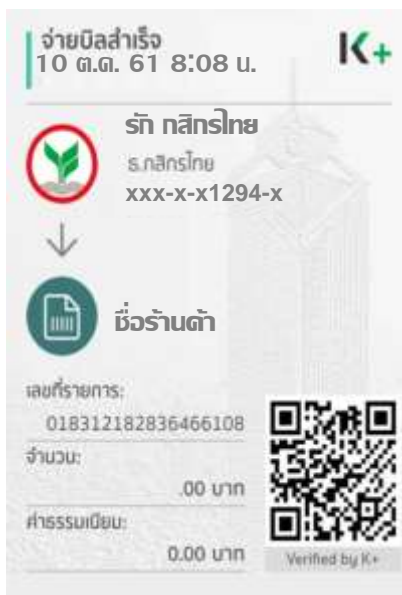 จ่ายบิลสำเร็จ
10 ต.ค. 61 8:08 น.
K+
รัก กสิกรไทย
ธ.กสิกรไทย
xxx-x-x1294-x
ชื่อร้านค้า
เลขที่รายการ:
018312182836466108
จำนวน:
.00 บาท
ค่าธรรมเนียม:
0.00 บาท
Verified by K+